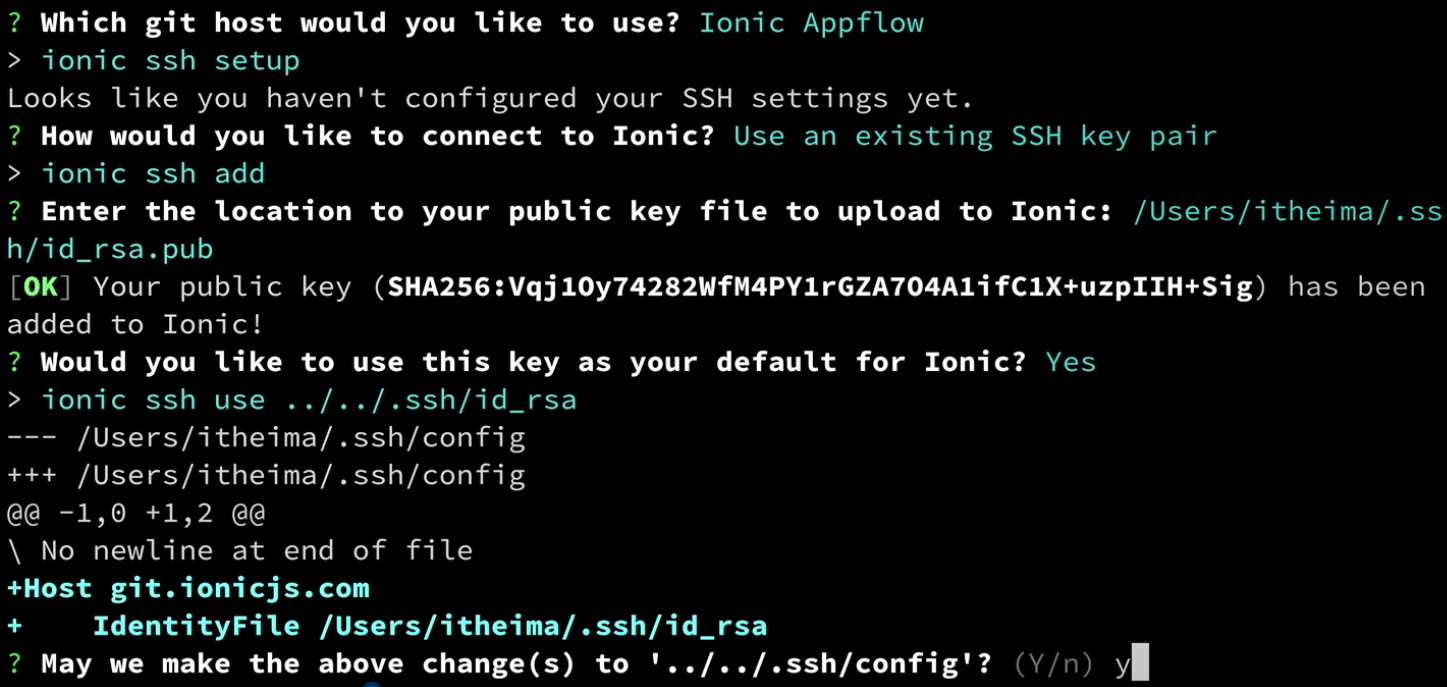 ? Which git host would you like to use? Ionic Appflow
> ionic ssh setup
Looks like you haven't configured your SSH settings yet.
? How would you like to connect to Ionic? Use an existing SSH key pair
> ionic ssh add
? Enter the location to your public key file to upload to Ionic: /Users/itheima/.ss
h/id_rsa.pub
[OK] Your public key (SHA256:Vqj1Oy74282WfM4PY1rGZA7O4A1ifC1X+uzpIIH+Sig) has been
added to Ionic!
? Would you like to use this key as your default for Ionic? Yes
> ionic ssh use ../../.ssh/id_rsa
--- /Users/itheima/.ssh/config
+++ /Users/itheima/.ssh/config
@@ -1,0 +1,2 @@
\ No newline at end of file
+Host git.ionicjs.com
+    IdentityFile /Users/itheima/.ssh/id_rsa
? May we make the above change(s) to '../../.ssh/config'? (Y/n) y